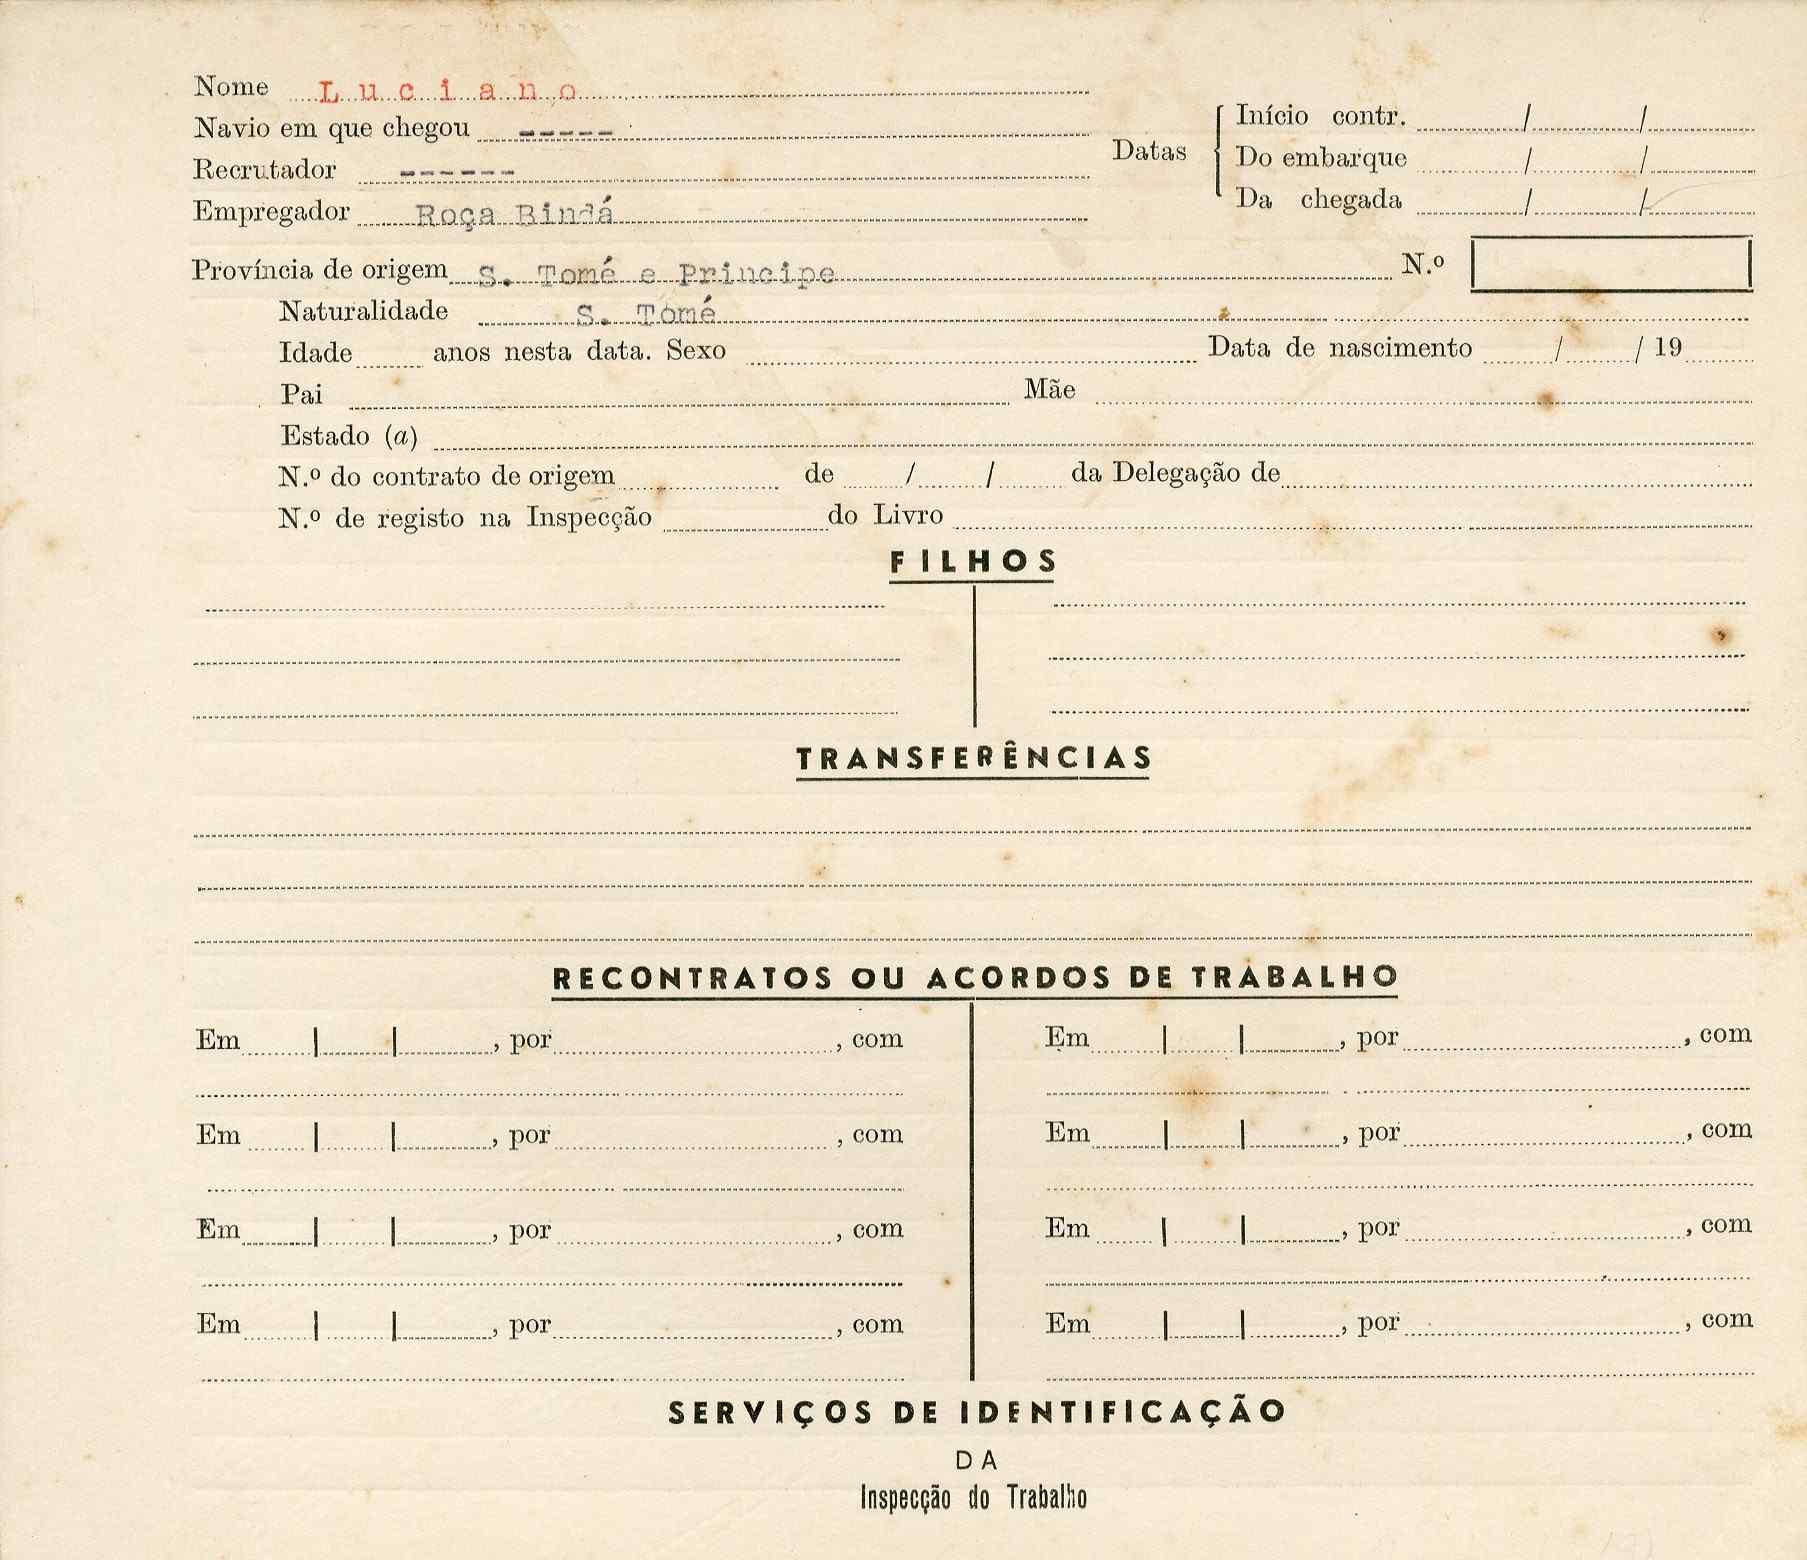 Nome Luciano
Navio em que chegou -----
Recrutador ------
Empregador Roça Bindá
Datas
Início contr. / /
Do embarque / /
Da chegada / /
Província de origem S. Tomé e Principe N.º
Naturalidade S. Tomé
Idade anos nesta data. Sexo Data de nascimento / / 19
Pai Mãe
Estado (a)
N.º do contrato de origem de / / da Delegação de
N.º de registo na Inspecção do Livro
FILHOS
TRANSFERÊNCIAS
RECONTRATOS OU ACORDOS DE TRABALHO
Em | | , por , com Em | | , por , com
Em | | , por , com Em | | , por , com
Em | | , por , com Em | | , por , com
Em | | , por , com Em | | , por , com
SERVIÇOS DE IDENTIFICAÇÃO
DA
Inspecção do Trabalho